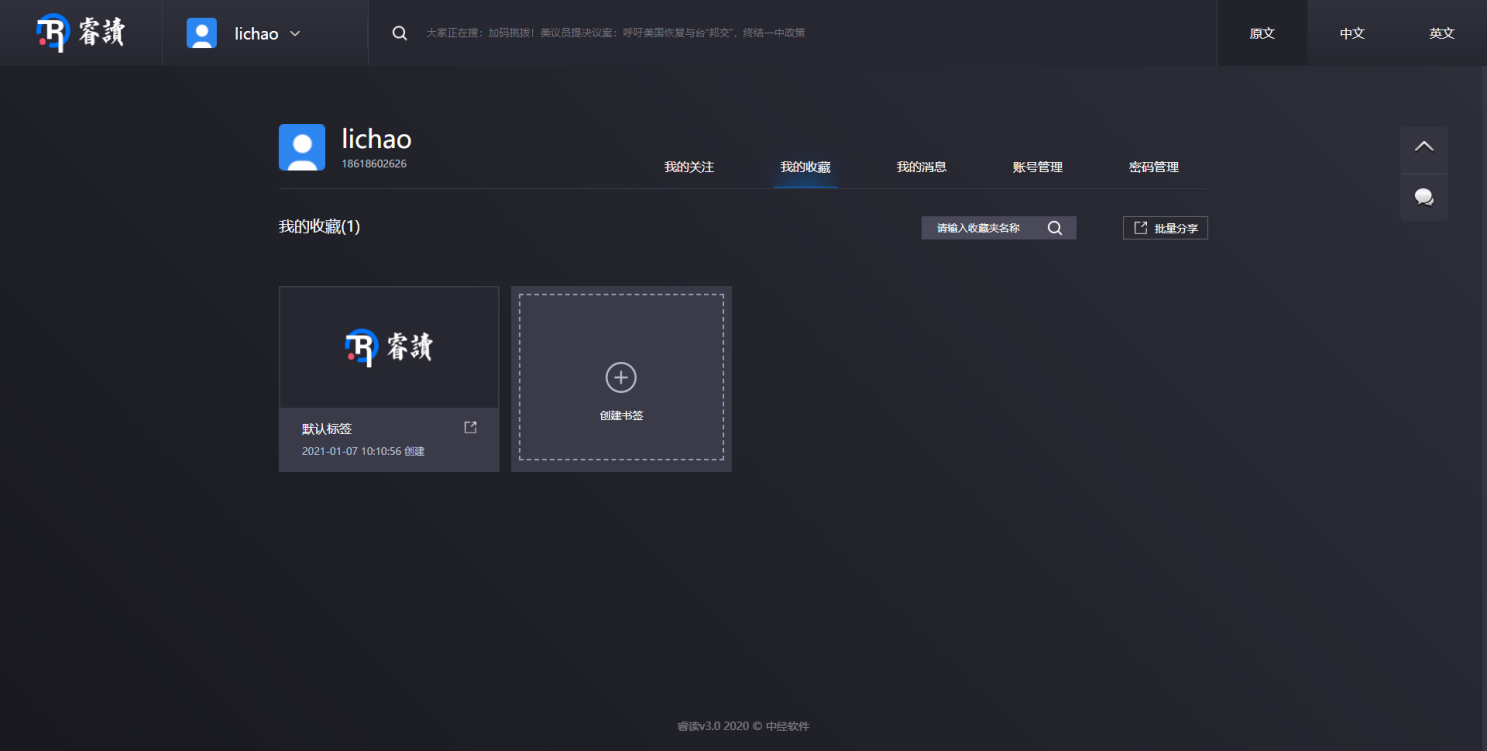 睿讀
lichao
大家正在搜：加码挑拨！美议员提决议案：呼吁美国恢复与台“邦交”，终结一中政策
原文
中文
英文
lichao
18618602626
我的关注
我的收藏
我的消息
账号管理
密码管理
我的收藏(1)
请输入收藏夹名称
批量分享
睿讀
默认标签
2021-01-07 10:10:56 创建
创建书签
睿读v3.0 2020 © 中经软件